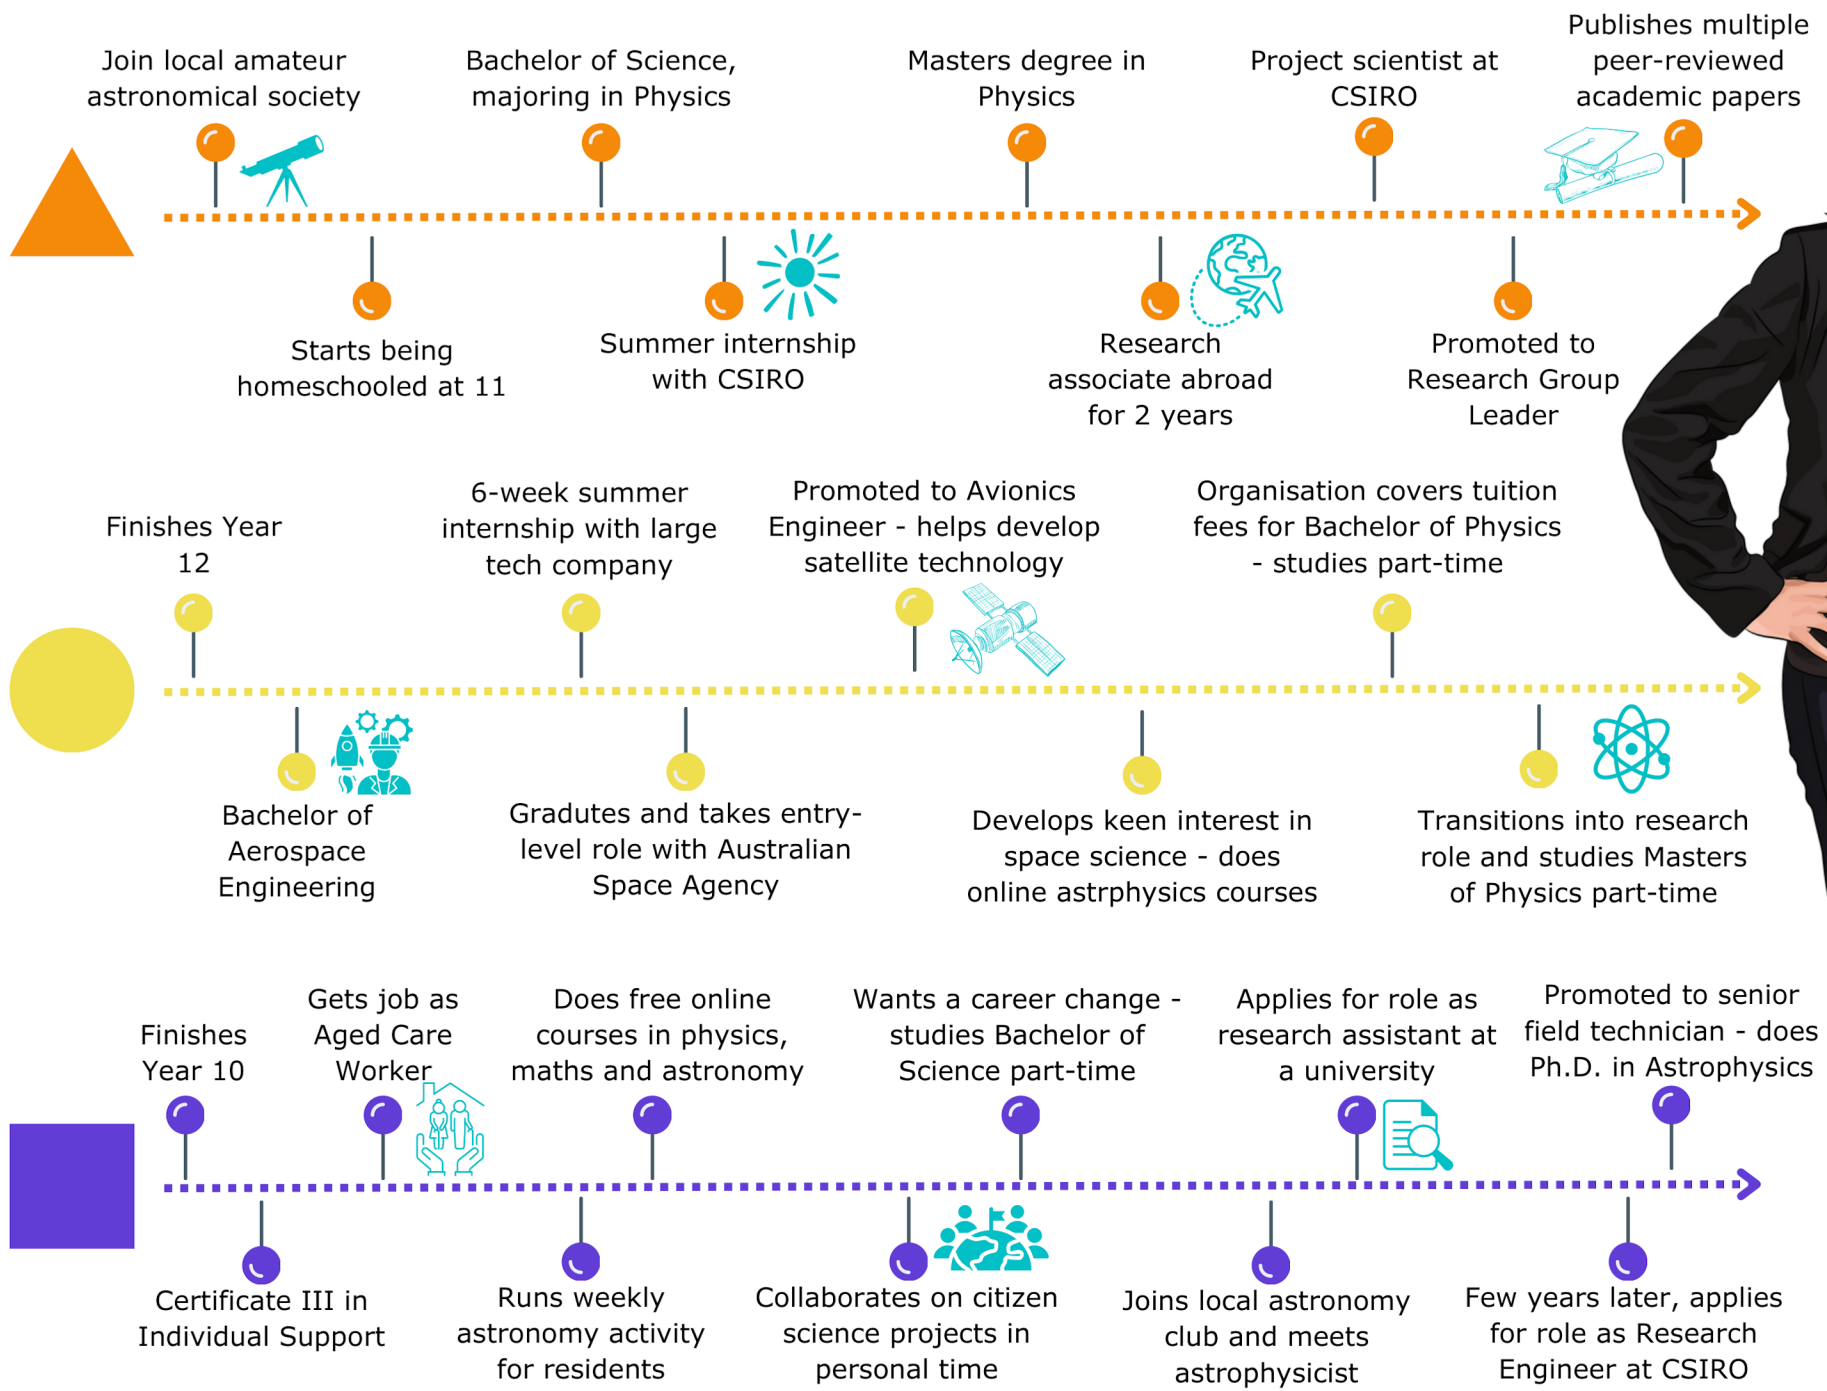 Join local amateur
astronomical society
Bachelor of Science,
majoring in Physics
Masters degree in
Physics
Project scientist at
CSIRO
Publishes multiple
peer-reviewed
academic papers
Starts being
homeschooled at 11
Summer internship
with CSIRO
Research
associate abroad
for 2 years
Promoted to
Research Group
Leader
Finishes Year
12
6-week summer
internship with large
tech company
Promoted to Avionics
Engineer - helps develop
satellite technology
Organisation covers tuition
fees for Bachelor of Physics
- studies part-time
Bachelor of
Aerospace
Engineering
Gradutes and takes entry-
level role with Australian
Space Agency
Develops keen interest in
space science - does
online astrphysics courses
Transitions into research
role and studies Masters
of Physics part-time
Finishes
Year 10
Gets job as
Aged Care
Worker
Does free online
courses in physics,
maths and astronomy
Wants a career change -
studies Bachelor of
Science part-time
Applies for role as
research assistant at
a university
Promoted to senior
field technician - does
Ph.D. in Astrophysics
Certificate III in
Individual Support
Runs weekly
astronomy activity
for residents
Collaborates on citizen
science projects in
personal time
Joins local astronomy
club and meets
astrophysicist
Few years later, applies
for role as Research
Engineer at CSIRO